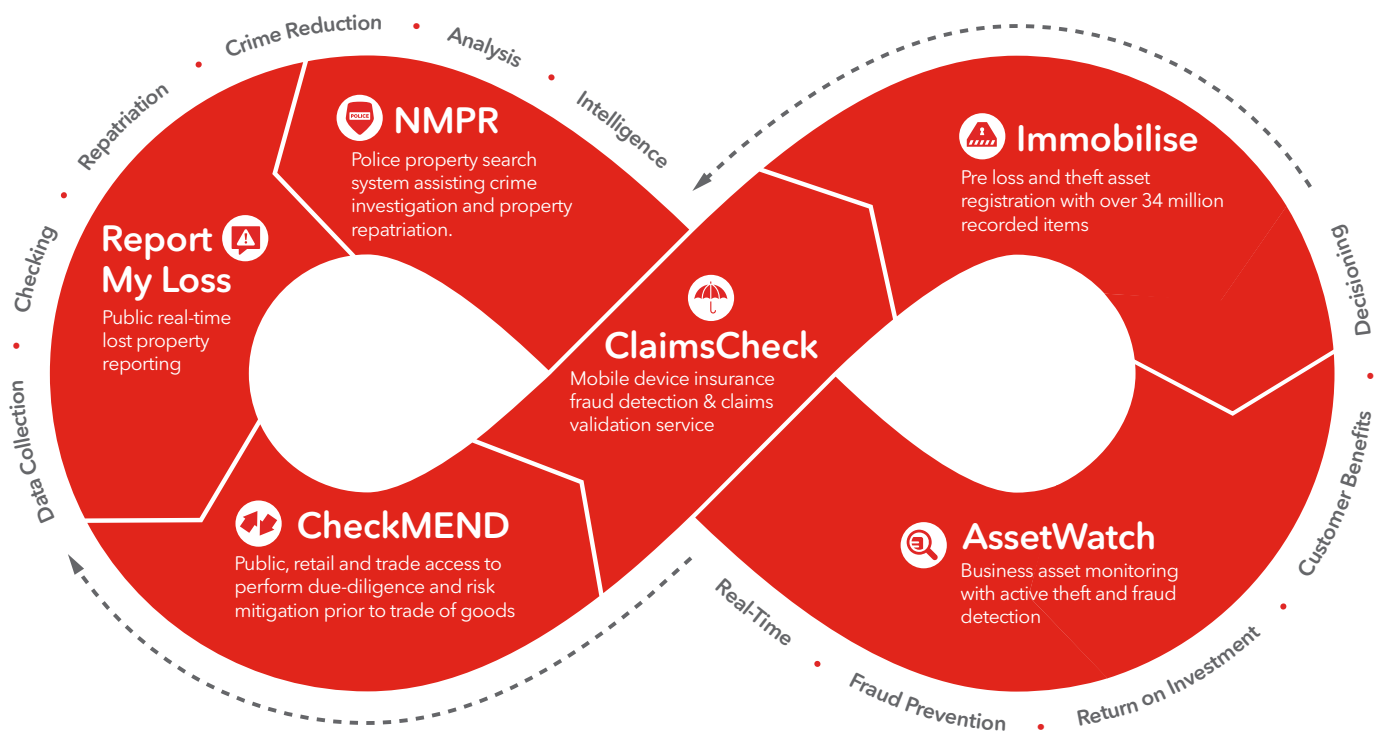 Data Collection • Checking • Repatriation • Crime Reduction • Analysis • Intelligence
POLICE
NMPR
Police property search
system assisting crime
investigation and property
repatriation.
Report
My Loss
Public real-time
lost property
reporting
CheckMEND
Public, retail and trade access to
perform due-diligence and risk
mitigation prior to trade of goods
ClaimsCheck
Mobile device insurance
fraud detection & claims
validation service
Immobilise
Pre loss and theft asset
registration with over 34 million
recorded items
AssetWatch
Business asset monitoring
with active theft and fraud
detection
Real-Time • Fraud Prevention • Return on Investment • Customer Benefits • Decisioning